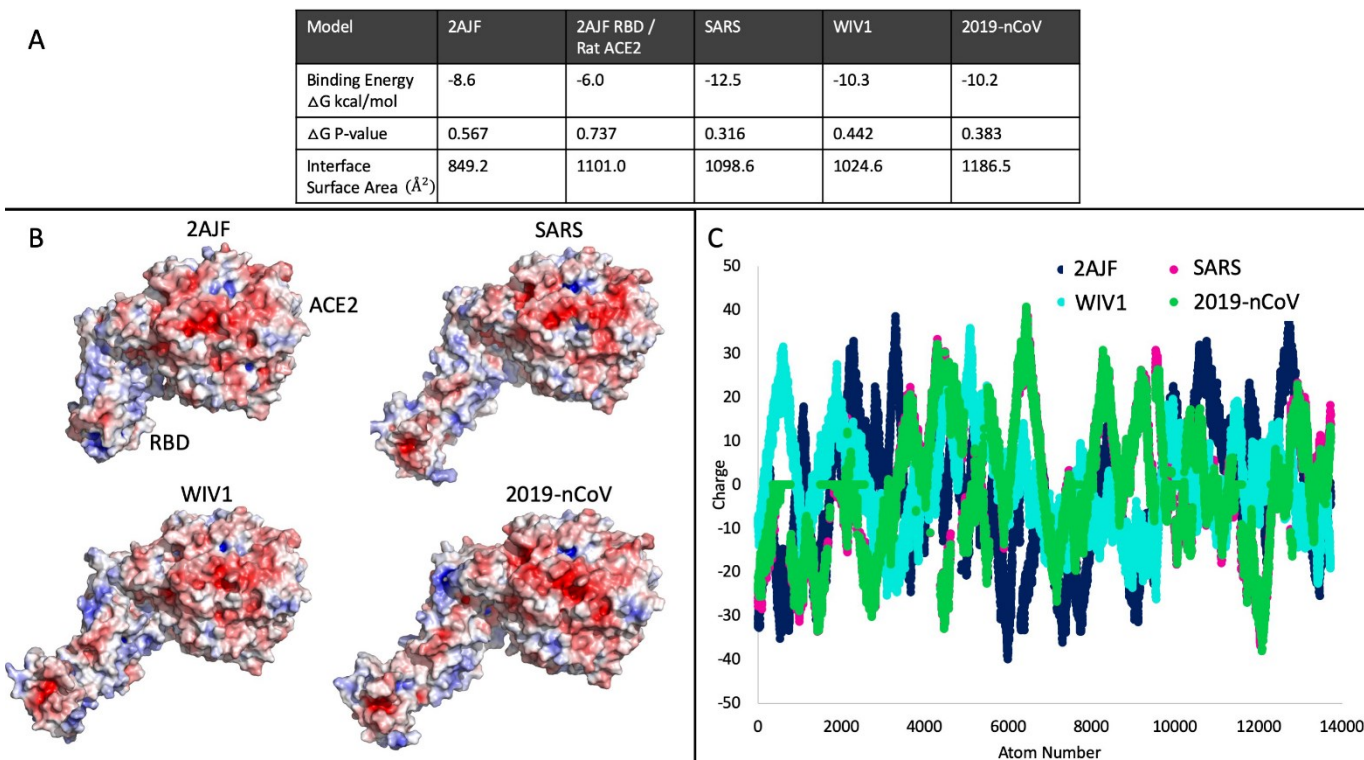 A
Model 2AJF 2AJF RBD / Rat ACE2 SARS WIV1 2019-nCoV
Binding Energy △G kcal/mol -8.6 -6.0 -12.5 -10.3 -10.2
△G P-value 0.567 0.737 0.316 0.442 0.383
Interface Surface Area (Å²) 849.2 1101.0 1098.6 1024.6 1186.5
B
2AJF
SARS
ACE2
RBD
WIV1
2019-nCoV
C
2AJF SARS
WIV1 2019-nCoV
Charge
50
40
30
20
10
0
-10
-20
-30
-40
-50
0 2000 4000 6000 8000 10000 12000 14000
Atom Number